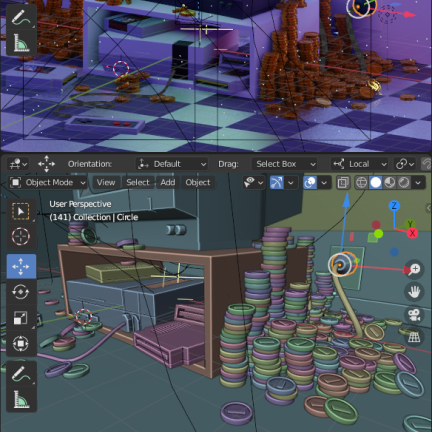 Orientation: Default Drag: Select Box Local
Object Mode View Select Add Object
User Perspective
(141) Collection | Circle
Z
Y
X